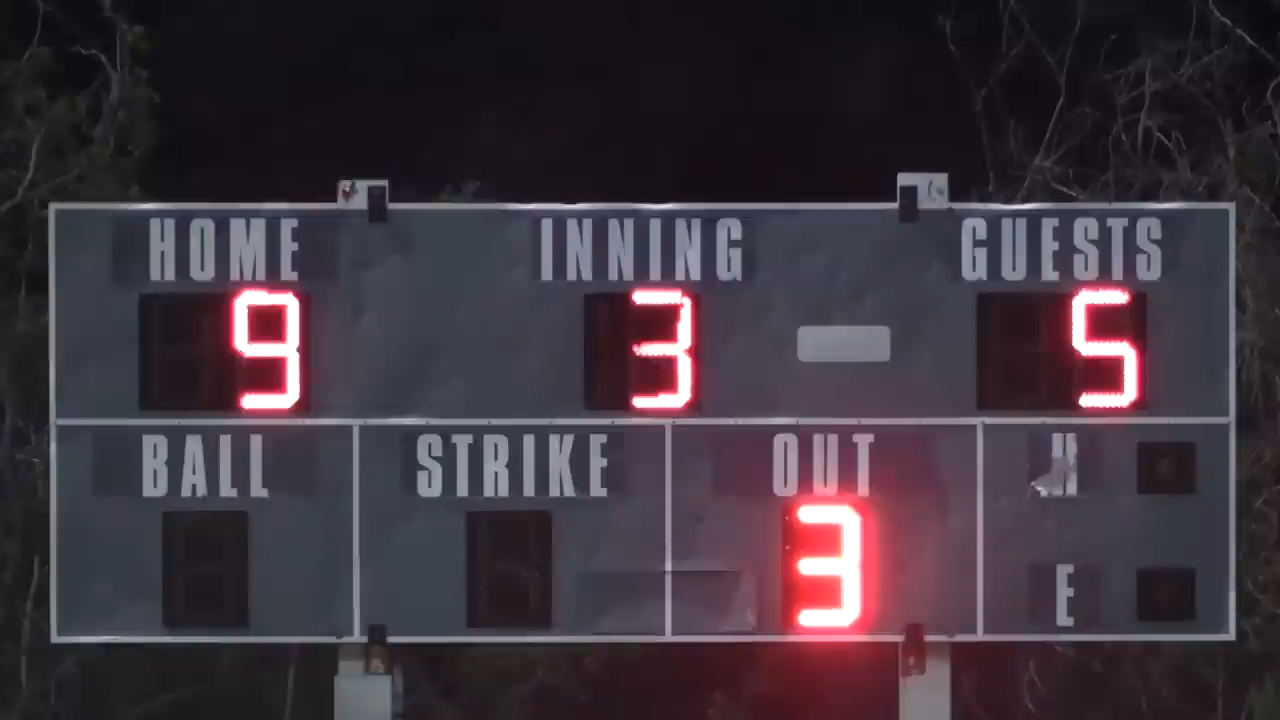 HOME INNING GUESTS
9 3 5
BALL STRIKE OUT H
3
E